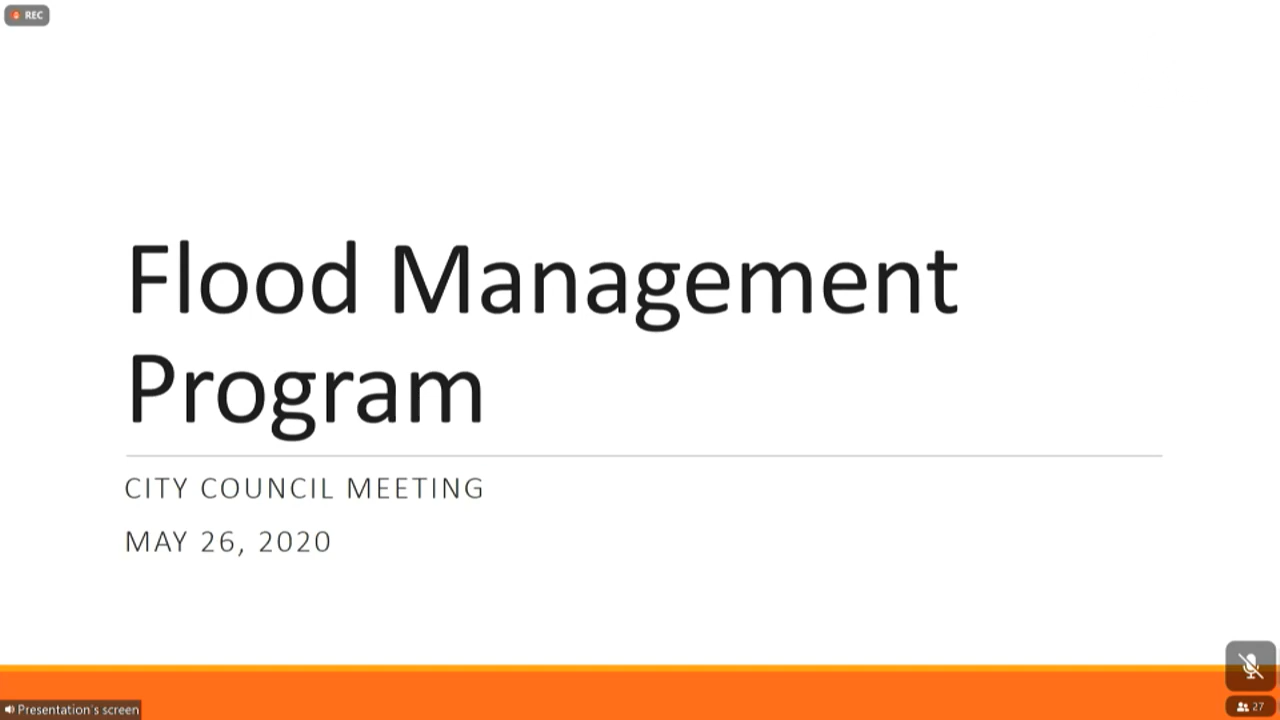 REC
Flood Management
Program
CITY COUNCIL MEETING
MAY 26, 2020
Presentation's screen
27